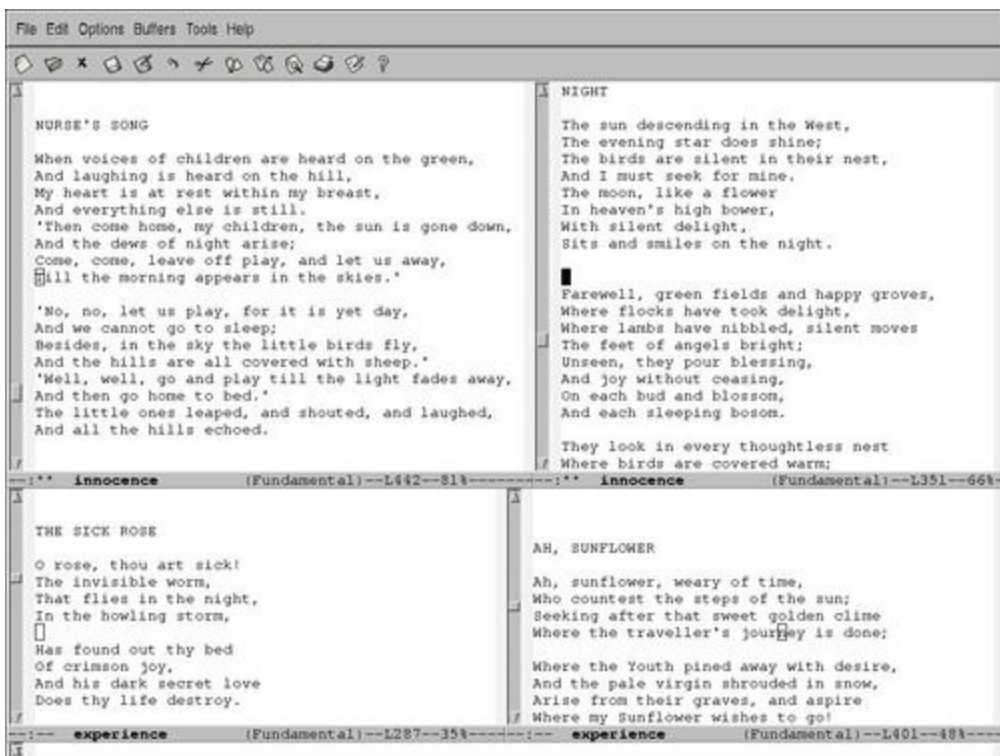 File Edit Options Buffers Tools Help
NURSE'S SONG
When voices of children are heard on the green,
And laughing is heard on the hill,
My heart is at rest within my breast,
And everything else is still.
'Then come home, my children, the sun is gone down,
And the dews of night arise;
Come, come, leave off play, and let us away,
Till the morning appears in the skies.'
'No, no, let us play, for it is yet day,
And we cannot go to sleep;
Besides, in the sky the little birds fly,
And the hills are all covered with sheep.'
'Well, well, go and play till the light fades away,
And then go home to bed.'
The little ones leaped, and shouted, and laughed,
And all the hills echoed.
--:** innocence (Fundamental)--L442--81%--------
NIGHT
The sun descending in the West,
The evening star does shine;
The birds are silent in their nest,
And I must seek for mine.
The moon, like a flower
In heaven's high bower,
With silent delight,
Sits and smiles on the night.
Farewell, green fields and happy groves,
Where flocks have took delight,
Where lambs have nibbled, silent moves
The feet of angels bright;
Unseen, they pour blessing,
And joy without ceasing,
On each bud and blossom,
And each sleeping bosom.
They look in every thoughtless nest
Where birds are covered warm;
--:** innocence (Fundamental)--L351--66%-
THE SICK ROSE
O rose, thou art sick!
The invisible worm,
That flies in the night,
In the howling storm,
Has found out thy bed
Of crimson joy,
And his dark secret love
Does thy life destroy.
--:-- experience (Fundamental)--L287--35%-----
AH, SUNFLOWER
Ah, sunflower, weary of time,
Who countest the steps of the sun;
Seeking after that sweet golden clime
Where the traveller's journey is done;
Where the Youth pined away with desire,
And the pale virgin shrouded in snow,
Arise from their graves, and aspire
Where my Sunflower wishes to go!
--:-- experience (Fundamental)--L401--48%----